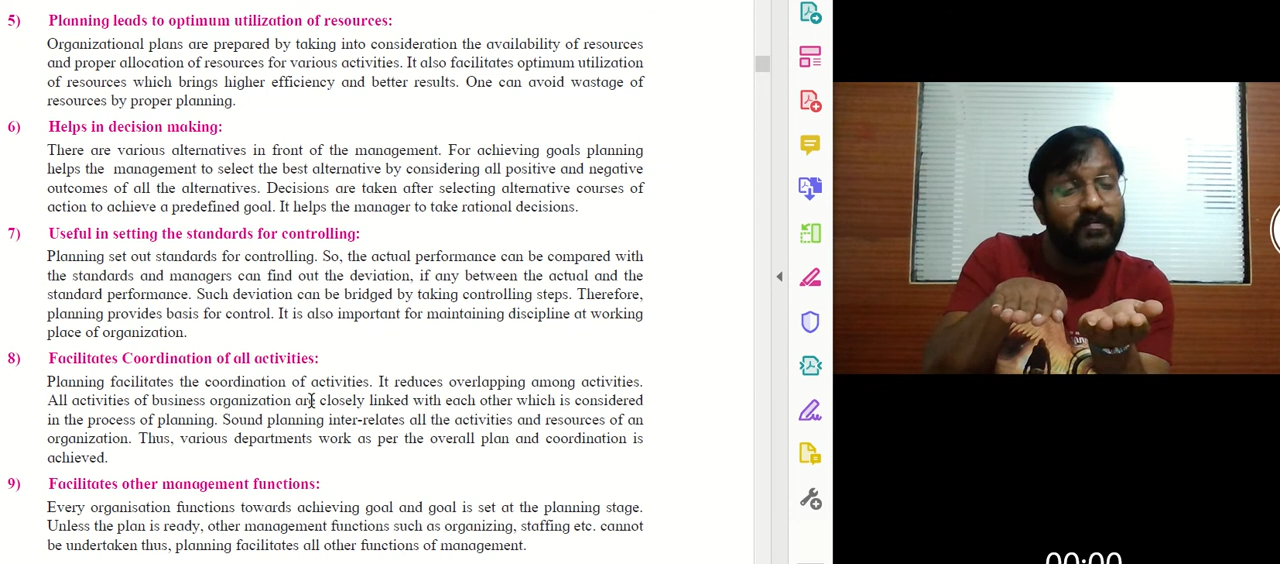 5) Planning leads to optimum utilization of resources:
Organizational plans are prepared by taking into consideration the availability of resources
and proper allocation of resources for various activities. It also facilitates optimum utilization
of resources which brings higher efficiency and better results. One can avoid wastage of
resources by proper planning.
6) Helps in decision making:
There are various alternatives in front of the management. For achieving goals planning
helps the management to select the best alternative by considering all positive and negative
outcomes of all the alternatives. Decisions are taken after selecting alternative courses of
action to achieve a predefined goal. It helps the manager to take rational decisions.
7) Useful in setting the standards for controlling:
Planning set out standards for controlling. So, the actual performance can be compared with
the standards and managers can find out the deviation, if any between the actual and the
standard performance. Such deviation can be bridged by taking controlling steps. Therefore,
planning provides basis for control. It is also important for maintaining discipline at working
place of organization.
8) Facilitates Coordination of all activities:
Planning facilitates the coordination of activities. It reduces overlapping among activities.
All activities of business organization are closely linked with each other which is considered
in the process of planning. Sound planning inter-relates all the activities and resources of an
organization. Thus, various departments work as per the overall plan and coordination is
achieved.
9) Facilitates other management functions:
Every organisation functions towards achieving goal and goal is set at the planning stage.
Unless the plan is ready, other management functions such as organizing, staffing etc. cannot
be undertaken thus, planning facilitates all other functions of management.
00:00